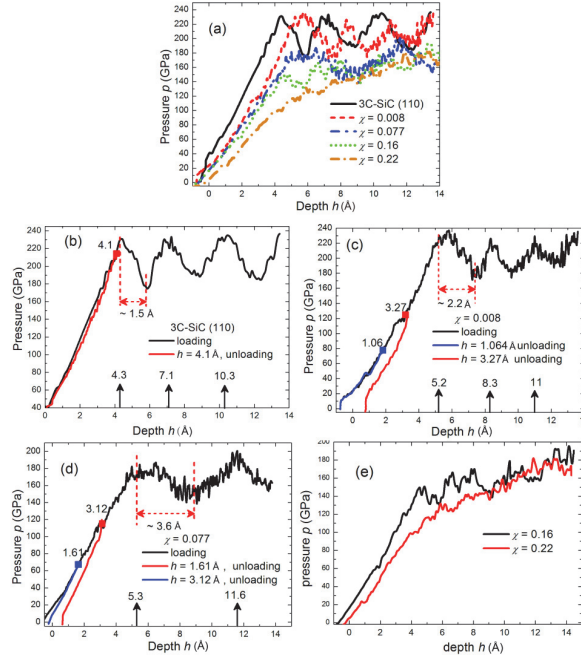 (a)
Pressure p (GPa)
240
220
200
180
160
140
120
100
80
60
40
20
0
3C-SiC (110)
χ = 0.008
χ = 0.077
χ = 0.16
χ = 0.22
0 2 4 6 8 10 12 14
Depth h (Å)
(b)
Pressure (GPa)
240
220
200
180
160
140
120
100
80
60
40
4.1
~ 1.5 Å
3C-SiC (110)
loading
h = 4.1Å, unloading
4.3 7.1 10.3
0 2 4 6 8 10 12 14
Depth h (Å)
(c)
Pressure p (GPa)
240
220
200
180
160
140
120
100
80
60
40
20
0
3.27
1.06
~ 2.2 Å
χ = 0.008
loading
h = 1.064Å unloading
h = 3.27Å unloading
5.2 8.3 11
0 2 4 6 8 10 12
Depth h (Å)
(d)
Pressure p (GPa)
220
200
180
160
140
120
100
80
60
40
20
0
3.12
1.61
~ 3.6 Å
χ = 0.077
loading
h = 1.61Å , unloading
h = 3.12Å , unloading
5.3 11.6
0 2 4 6 8 10 12 14
Depth h (Å)
(e)
pressure p (GPa)
180
160
140
120
100
80
60
40
20
0
χ = 0.16
χ = 0.22
0 2 4 6 8 10 12 14
depth h (Å)